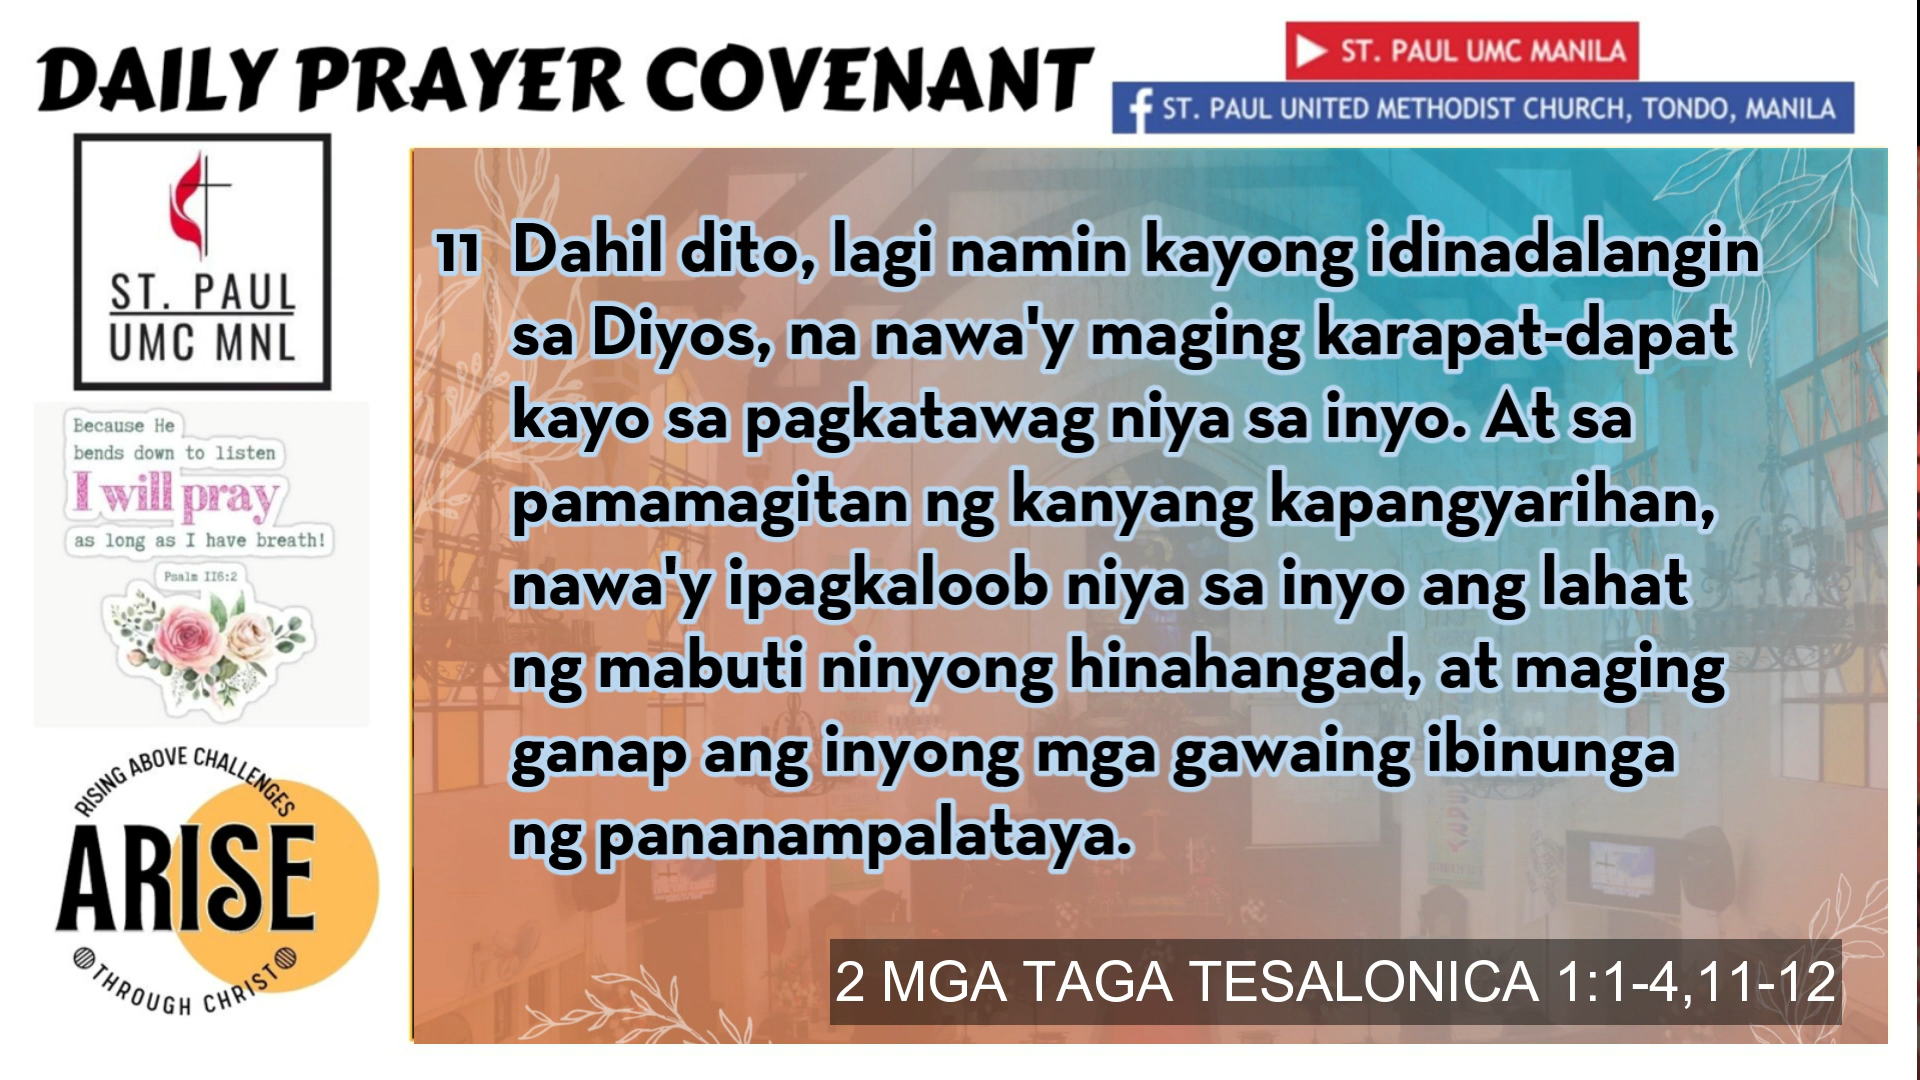 DAILY PRAYER COVENANT
ST. PAUL UMC MANILA
f ST. PAUL UNITED METHODIST CHURCH, TONDO, MANILA
ST. PAUL
UMC MNL
Because He
bends down to listen
I will pray
as long as I have breath!
Psalm 116:2
RISING ABOVE CHALLENGES
ARISE
THROUGH CHRIST
11 Dahil dito, lagi namin kayong idinadalangin
sa Diyos, na nawa'y maging karapat-dapat
kayo sa pagkatawag niya sa inyo. At sa
pamamagitan ng kanyang kapangyarihan,
nawa'y ipagkaloob niya sa inyo ang lahat
ng mabuti ninyong hinahangad, at maging
ganap ang inyong mga gawaing ibinunga
ng pananampalataya.
2 MGA TAGA TESALONICA 1:1-4,11-12